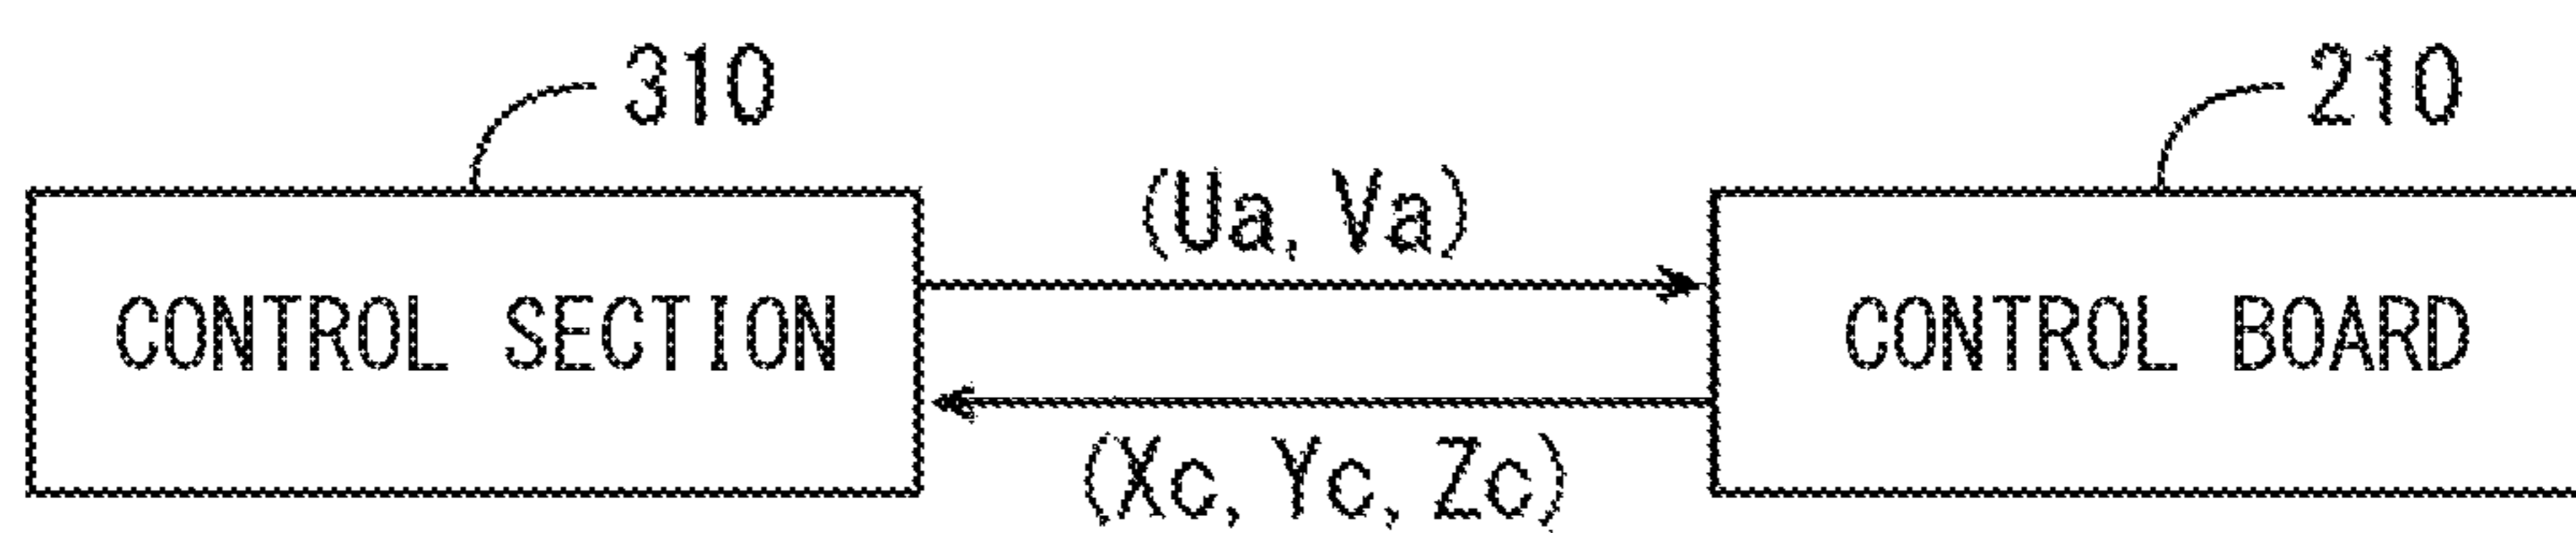 310
210
(Ua, Va)
CONTROL SECTION
CONTROL BOARD
(Xc, Yc, Zc)